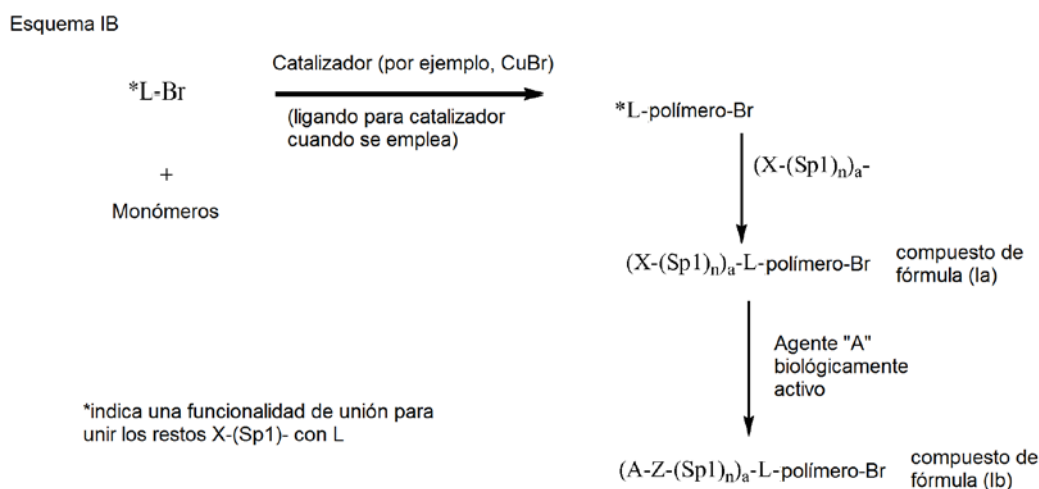 Esquema IB
*L-Br
+
Monómeros
Catalizador (por ejemplo, CuBr)
(ligando para catalizador
cuando se emplea)
*L-polímero-Br
(X-(Sp1)n)a-
(X-(Sp1)n)a-L-polímero-Br
compuesto de
fórmula (Ia)
Agente "A"
biológicamente
activo
*indica una funcionalidad de unión para
unir los restos X-(Sp1)- con L
(A-Z-(Sp1)n)a-L-polímero-Br
compuesto de
fórmula (Ib)